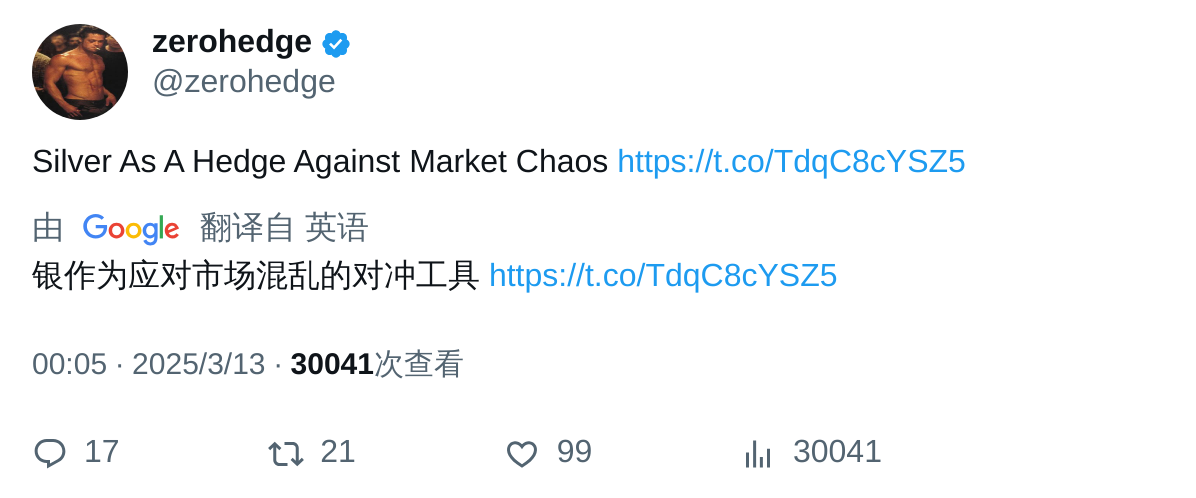 zerohedge
@zerohedge
Silver As A Hedge Against Market Chaos https://t.co/TdqC8cYSZ5
由 Google 翻译自 英语
银作为应对市场混乱的对冲工具 https://t.co/TdqC8cYSZ5
00:05 · 2025/3/13 · 30041次查看
17 21 99 30041